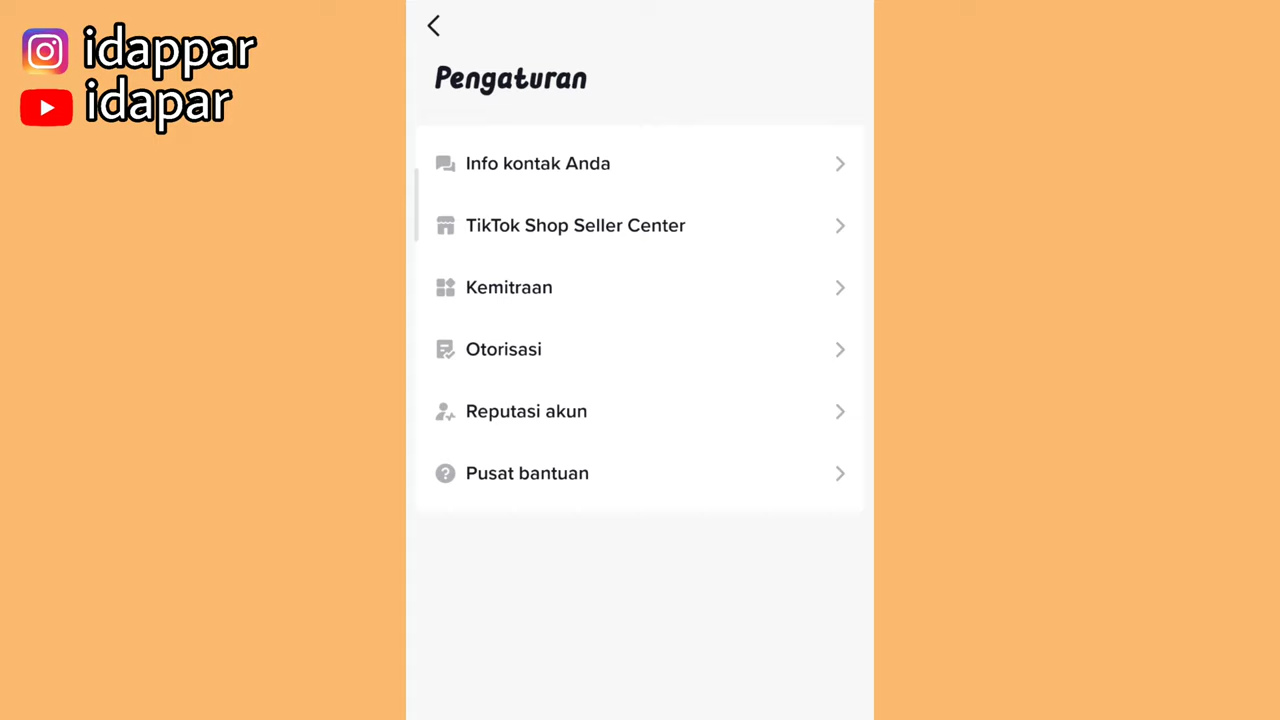 idappar
idapar
Pengaturan
Info kontak Anda
TikTok Shop Seller Center
Kemitraan
Otorisasi
Reputasi akun
Pusat bantuan